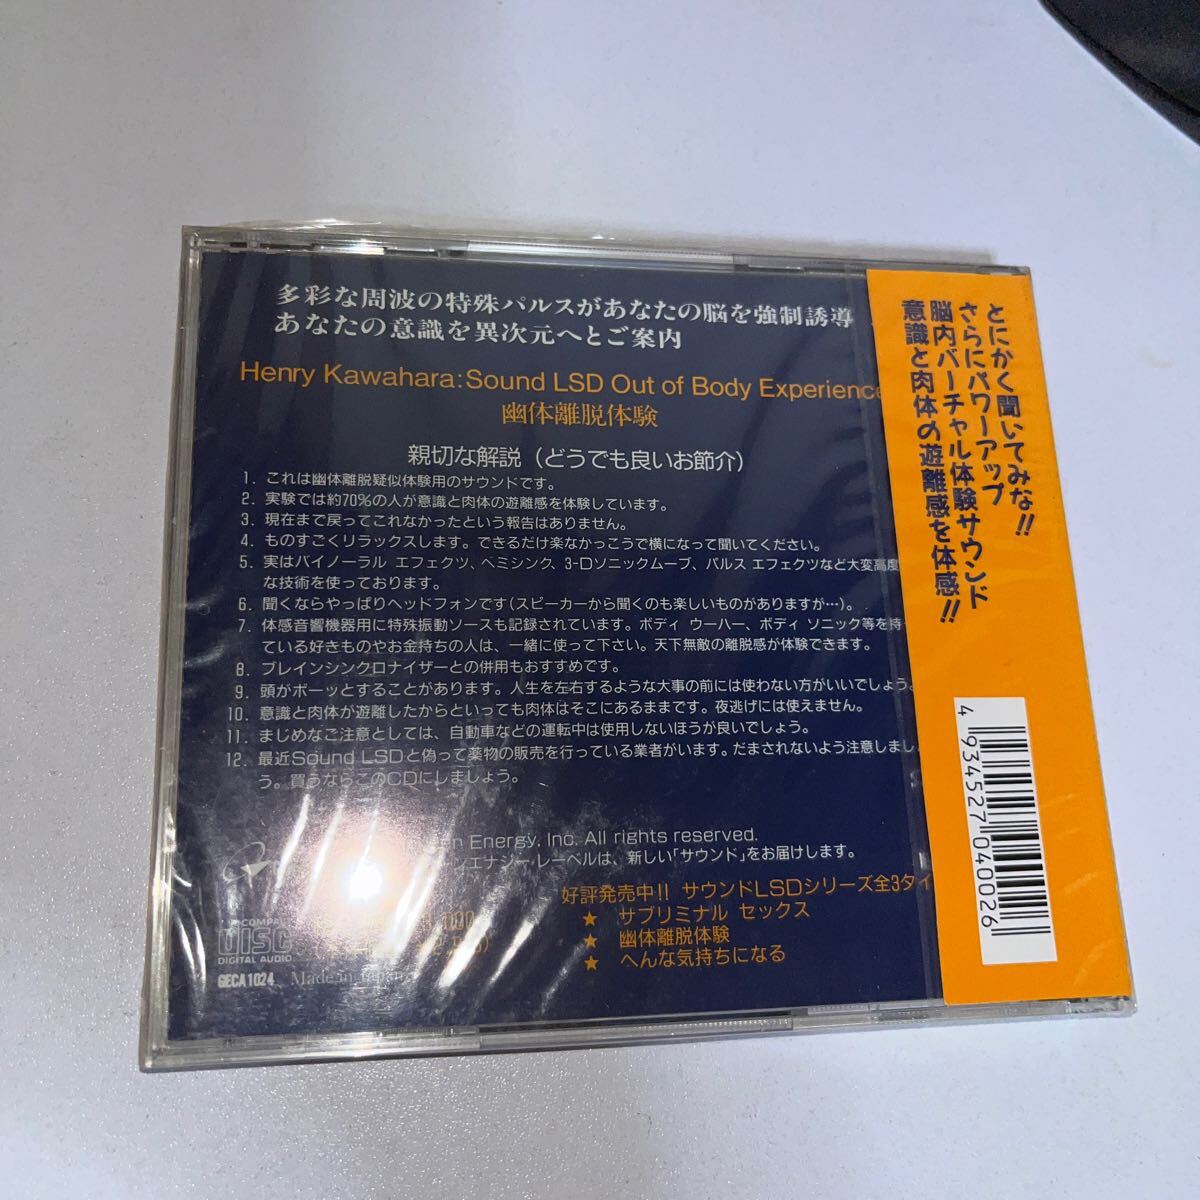 多彩な周波の特殊パルスがあなたの脳を強制誘導
あなたの意識を異次元へとご案内
Henry Kawahara:Sound LSD Out of Body Experience
幽体離脱体験
親切な解説（どうでも良いお節介）
1. これは幽体離脱疑似体験用のサウンドです。
2. 実験では約70%の人が意識と肉体の遊離感を体験しています。
3. 現在まで戻ってこれなかったという報告はありません。
4. ものすごくリラックスします。できるだけ楽なかっこうで横になって聞いてください。
5. 実はバイノーラル エフェクツ、ヘミシンク、3-Dソニックムーブ、パルス エフェクツなど大変高度
な技術を使っております。
6. 聞くならやっぱりヘッドフォンです(スピーカーから聞くのも楽しいものがありますが…)。
7. 体感音響機器用に特殊振動ソースも記録されています。ボディ ウーハー、ボディ ソニック等を持っ
ている好きものやお金持ちの人は、一緒に使って下さい。天下無敵の離脱感が体験できます。
8. ブレインシンクロナイザーとの併用もおすすめです。
9. 頭がボーッとすることがあります。人生を左右するような大事の前には使わない方がいいでしょう。
10. 意識と肉体が遊離したからといっても肉体はそこにあるままです。夜逃げには使えません。
11. まじめなご注意としては、自動車などの運転中は使用しないほうが良いでしょう。
12. 最近Sound LSDと偽って薬物の販売を行っている業者がいます。だまされないよう注意しましょ
う。買うならこのCDにしましょう。
Energy, Inc. All rights reserved.
エナジー・レーベルは、新しい「サウンド」をお届けします。
好評発売中!! サウンドLSDシリーズ全3タイ
★ サブリミナル セックス
★ 幽体離脱体験
★ へんな気持ちになる
COMPACT
DISC
DIGITAL AUDIO
GECA1024
Made in Japan
とにかく聞いてみな!!
さらにパワーアップ
脳内バーチャル体験サウンド
意識と肉体の遊離感を体感!!
4 934527 040026